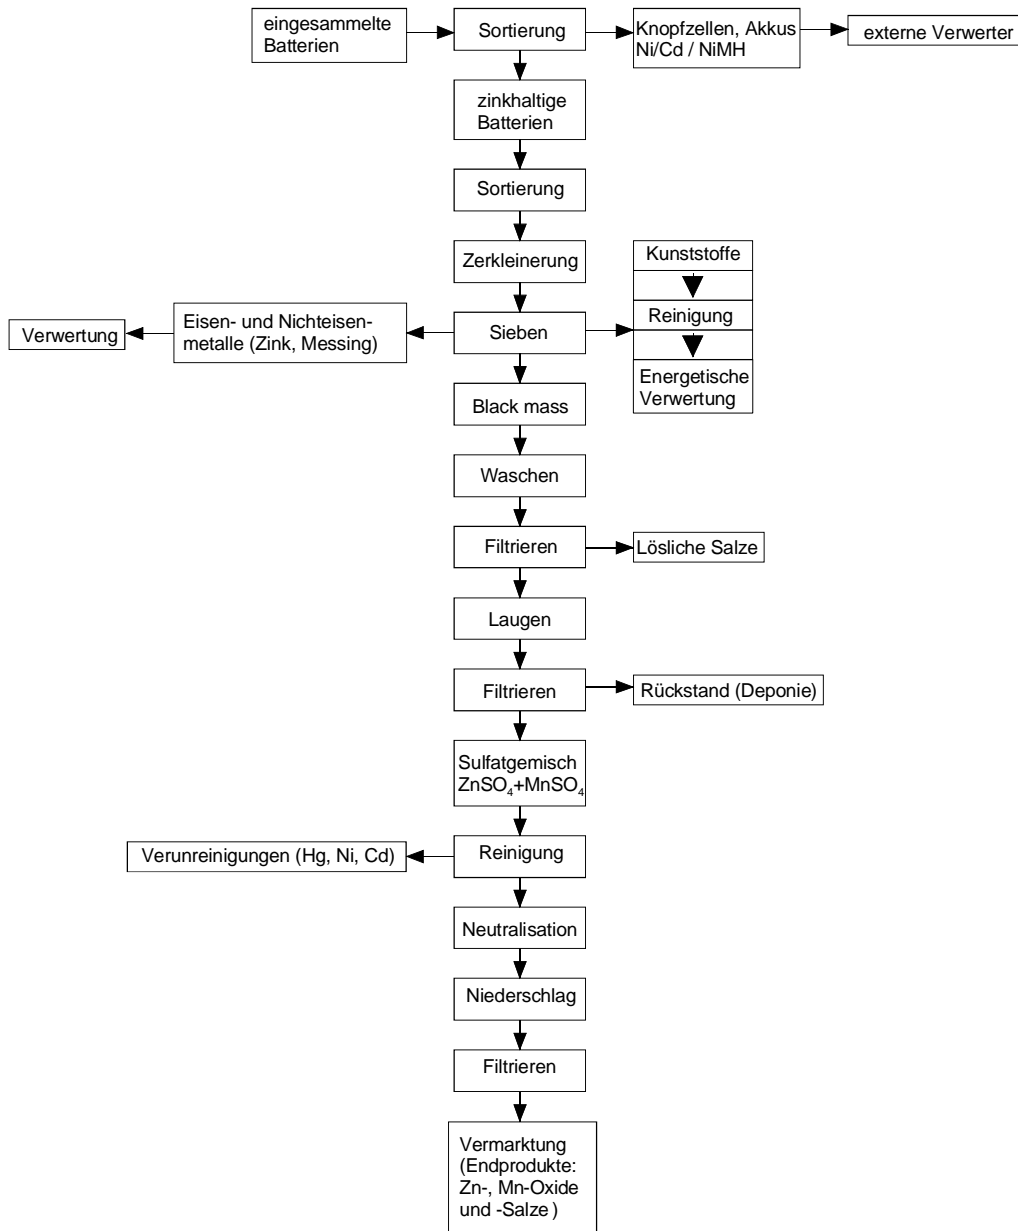 eingesammelte
Batterien
Sortierung
Knopfzellen, Akkus
Ni/Cd / NiMH
externe Verwerter
zinkhaltige
Batterien
Sortierung
Zerkleinerung
Kunststoffe
Reinigung
Energetische
Verwertung
Verwertung
Eisen- und Nichteisen-
metalle (Zink, Messing)
Sieben
Black mass
Waschen
Filtrieren
Lösliche Salze
Laugen
Filtrieren
Rückstand (Deponie)
Sulfatgemisch
ZnSO₄+MnSO₄
Verunreinigungen (Hg, Ni, Cd)
Reinigung
Neutralisation
Niederschlag
Filtrieren
Vermarktung
(Endprodukte:
Zn-, Mn-Oxide
und -Salze )